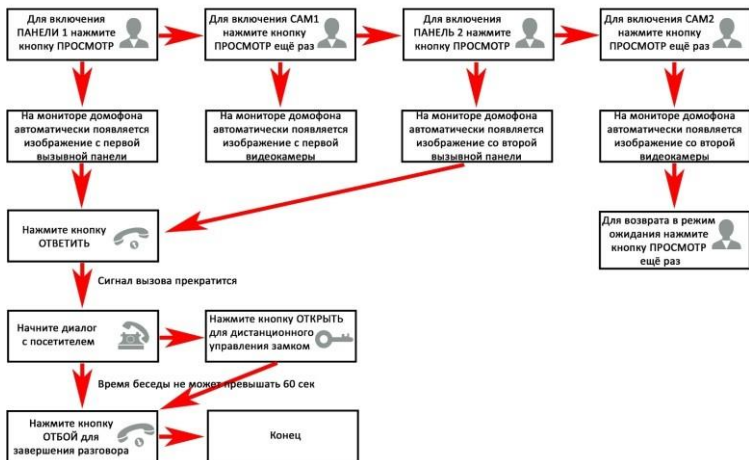 Для включения
ПАНЕЛИ 1 нажмите
кнопку ПРОСМОТР
Для включения CAM1
нажмите кнопку
ПРОСМОТР ещё раз
Для включения
ПАНЕЛЬ 2 нажмите
кнопку ПРОСМОТР
Для включения CAM2
нажмите кнопку
ПРОСМОТР ещё раз
На мониторе домофона
автоматически появляется
изображение с первой
вызывной панели
На мониторе домофона
автоматически появляется
изображение с первой
видеокамеры
На мониторе домофона
автоматически появляется
изображение со второй
вызывной панели
На мониторе домофона
автоматически появляется
изображение со второй
видеокамеры
Нажмите кнопку
ОТВЕТИТЬ
Для возврата в режим
ожидания нажмите
кнопку ПРОСМОТР
ещё раз
Сигнал вызова прекратится
Начните диалог
с посетителем
Нажмите кнопку ОТКРЫТЬ
для дистанционного
управления замком
Время беседы не может превышать 60 сек
Нажмите кнопку
ОТБОЙ для
завершения разговора
Конец